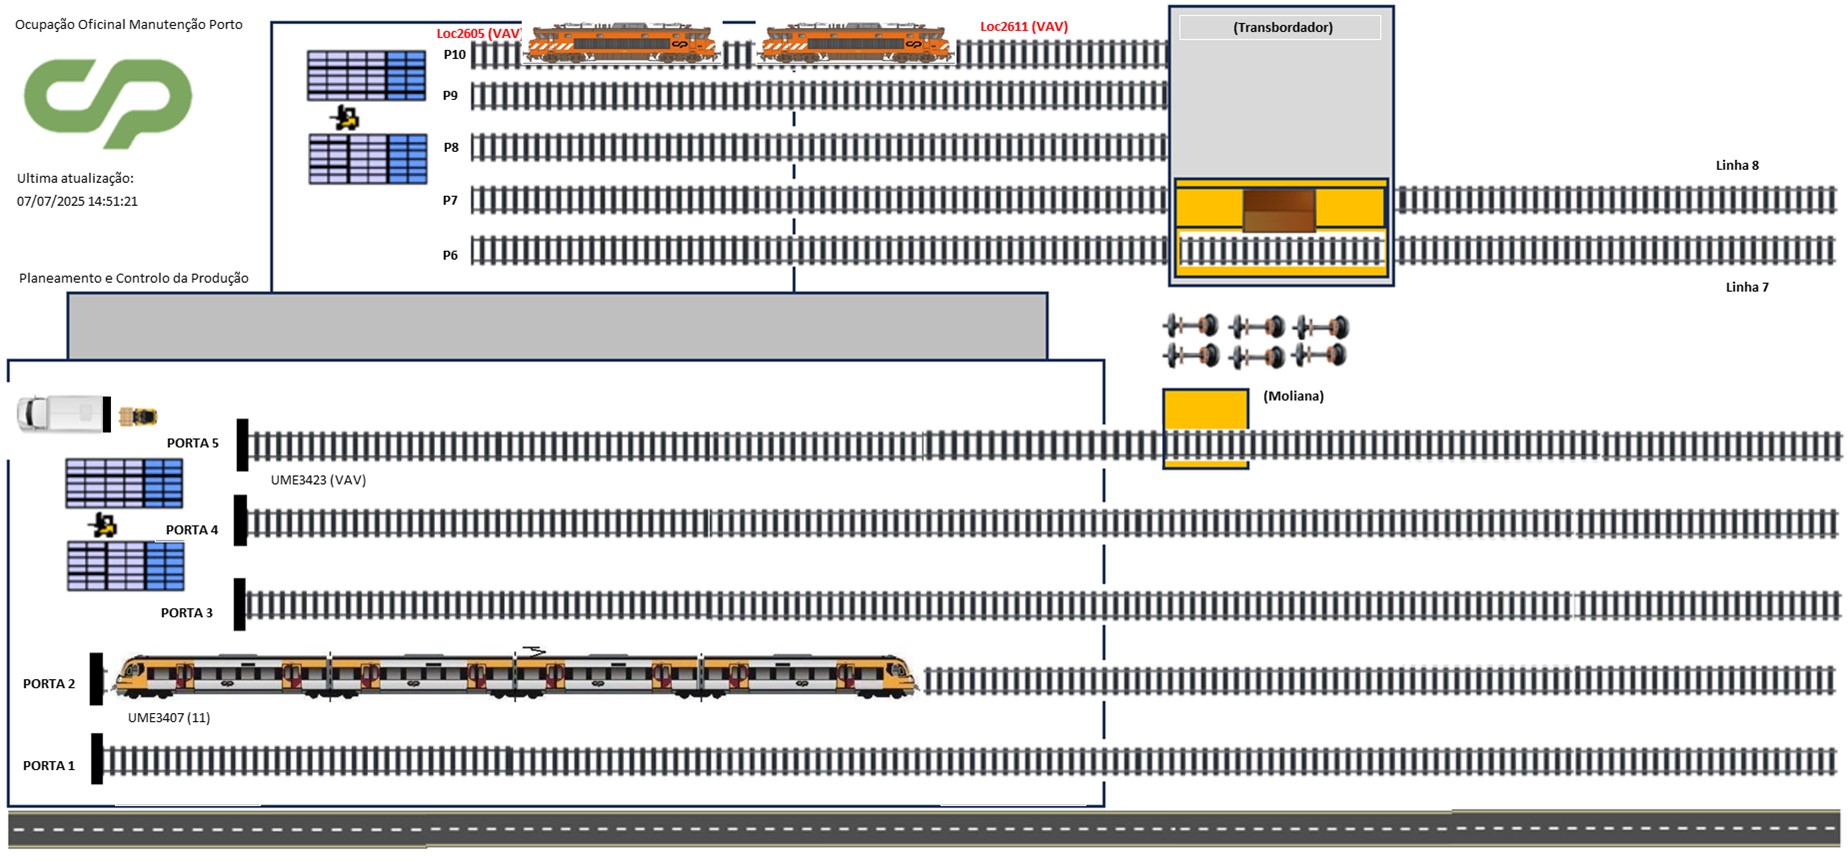 Ocupação Oficinal Manutenção Porto
cp
Ultima atualização:
07/07/2025 14:51:21
Planeamento e Controlo da Produção
Loc2605 (VAV)
Loc2611 (VAV)
(Transbordador)
P10
P9
P8
P7
P6
Linha 8
Linha 7
(Moliana)
PORTA 5
UME3423 (VAV)
PORTA 4
PORTA 3
PORTA 2
UME3407 (11)
PORTA 1